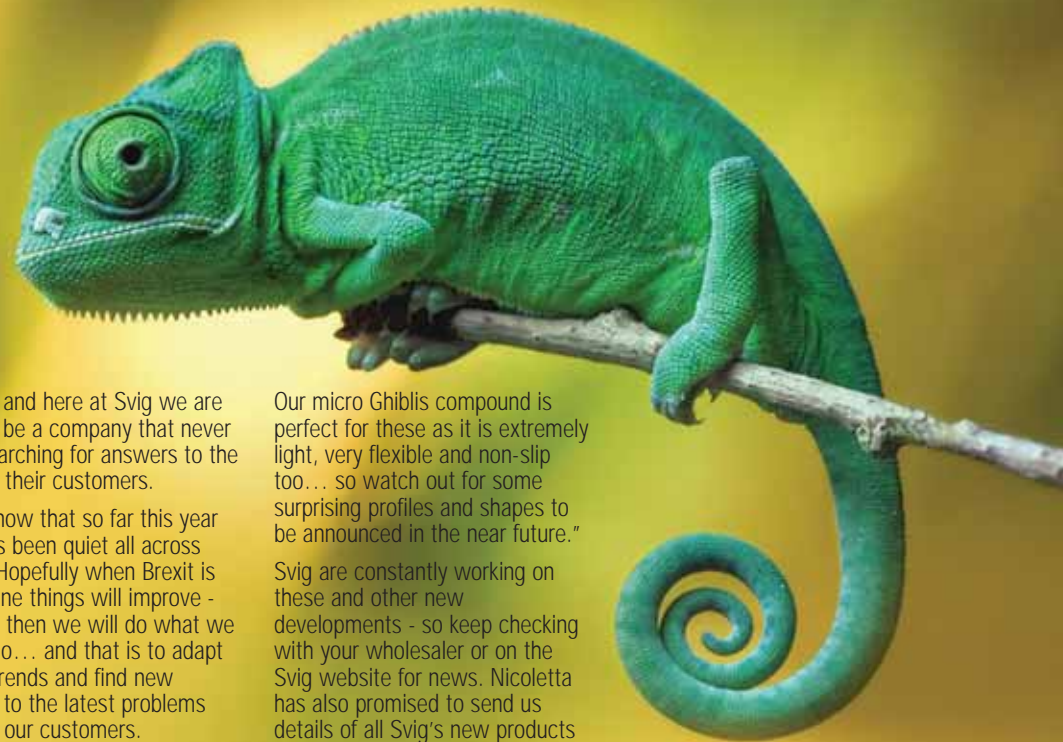 and here at Svig we are
be a company that never
arching for answers to the
their customers.
now that so far this year
s been quiet all across
Hopefully when Brexit is
ne things will improve -
then we will do what we
o… and that is to adapt
rends and find new
to the latest problems
our customers.
Our micro Ghiblis compound is
perfect for these as it is extremely
light, very flexible and non-slip
too… so watch out for some
surprising profiles and shapes to
be announced in the near future.”
Svig are constantly working on
these and other new
developments - so keep checking
with your wholesaler or on the
Svig website for news. Nicoletta
has also promised to send us
details of all Svig's new products